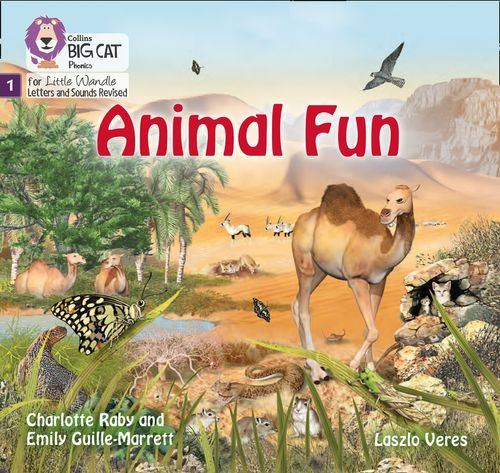 Collins
BIG CAT
Phonics
1
for Little Wandle
Letters and Sounds Revised
Animal Fun
Charlotte Raby and
Emily Guille-Marrett
Laszlo Veres